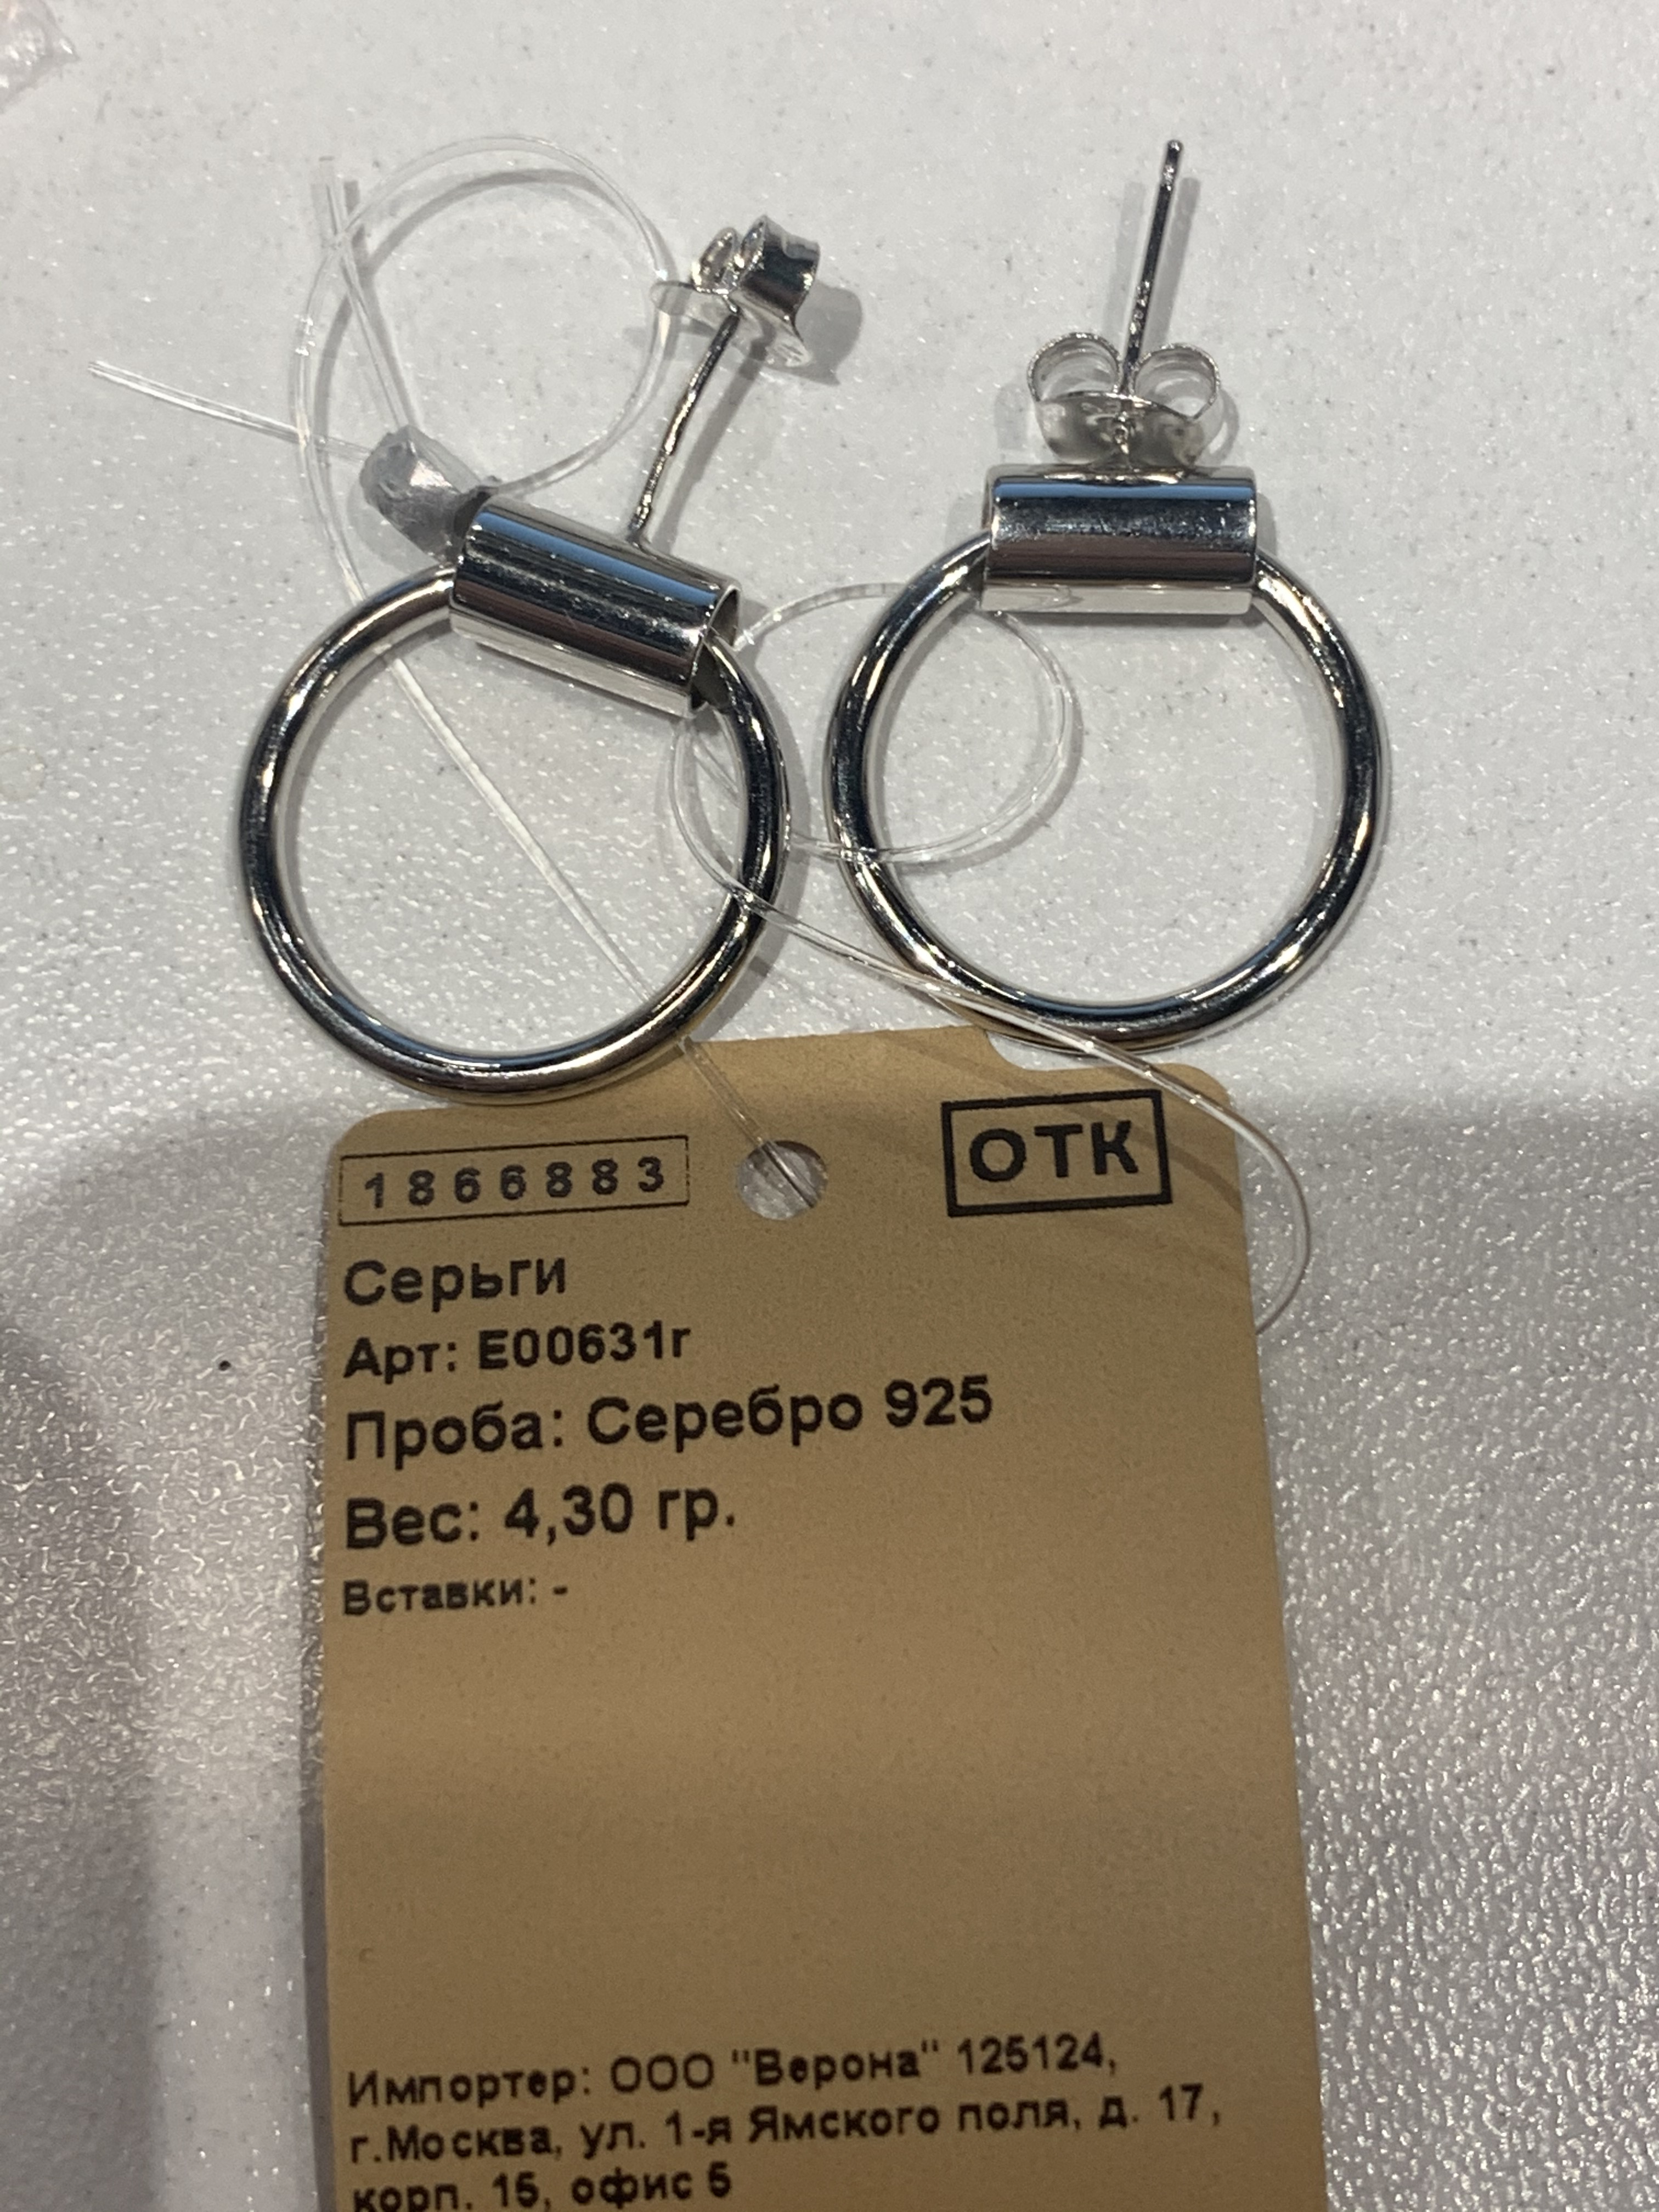 1866883
ОТК
Серьги
Арт: E00631r
Проба: Серебро 925
Вес: 4,30 гр.
Вставки: -
Импортер: ООО "Верона" 125124,
г.Москва, ул. 1-я Ямского поля, д. 17,
корп. 15, офис 5